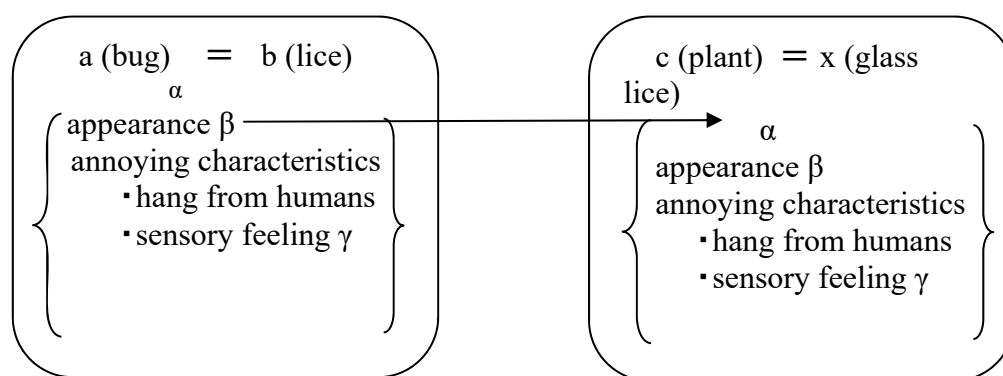 a (bug) ＝ b (lice)
α
appearance β
annoying characteristics
・hang from humans
・sensory feeling γ
c (plant) ＝ x (glass
lice)
α
appearance β
annoying characteristics
・hang from humans
・sensory feeling γ